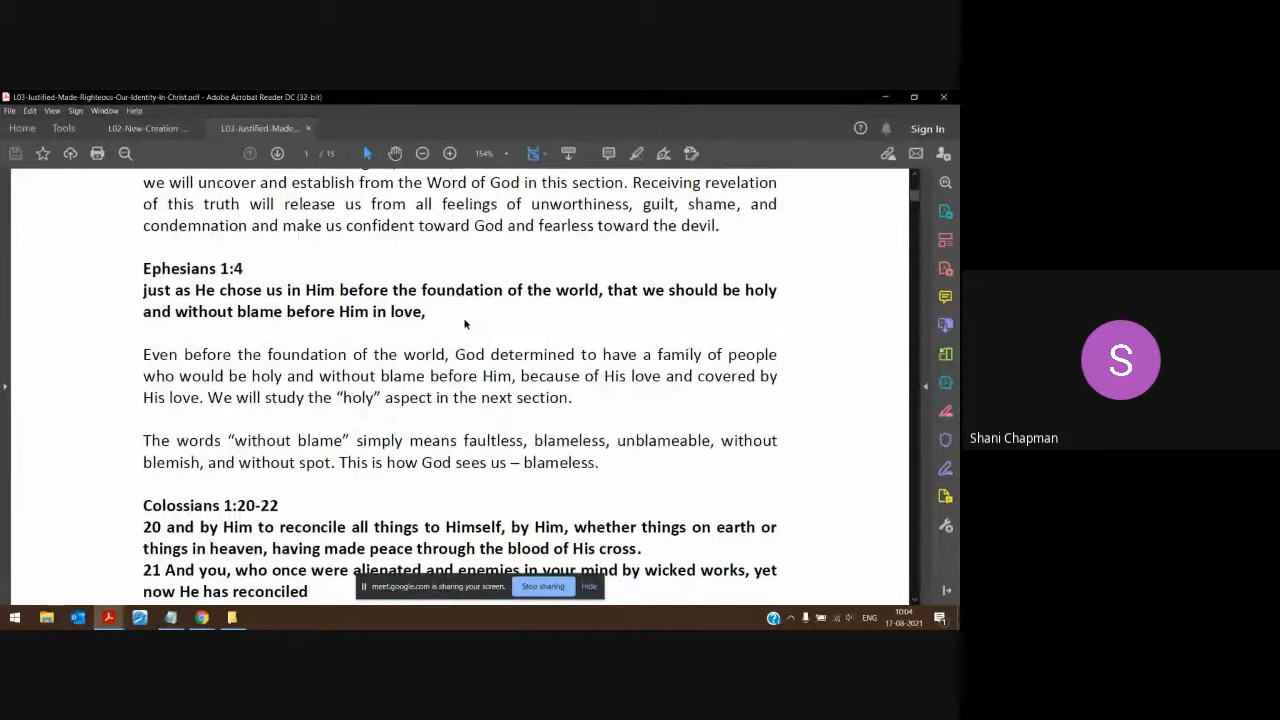 L03-Justified-Made-Righteous-Our-Identity-In-Christ.pdf - Adobe Acrobat Reader DC (32-bit)
File Edit View Sign Window Help
Home Tools L02-New-Creation ... L03-Justified-Made... × Sign In
1 / 15 154%
we will uncover and establish from the Word of God in this section. Receiving revelation
of this truth will release us from all feelings of unworthiness, guilt, shame, and
condemnation and make us confident toward God and fearless toward the devil.
Ephesians 1:4
just as He chose us in Him before the foundation of the world, that we should be holy
and without blame before Him in love,
Even before the foundation of the world, God determined to have a family of people
who would be holy and without blame before Him, because of His love and covered by
His love. We will study the “holy” aspect in the next section.
The words “without blame” simply means faultless, blameless, unblameable, without
blemish, and without spot. This is how God sees us – blameless.
Colossians 1:20-22
20 and by Him to reconcile all things to Himself, by Him, whether things on earth or
things in heaven, having made peace through the blood of His cross.
21 And you, who once were alienated and enemies in your mind by wicked works, yet
now He has reconciled
meet.google.com is sharing your screen. Stop sharing Hide
ENG
10:04
17-08-2021
S
Shani Chapman